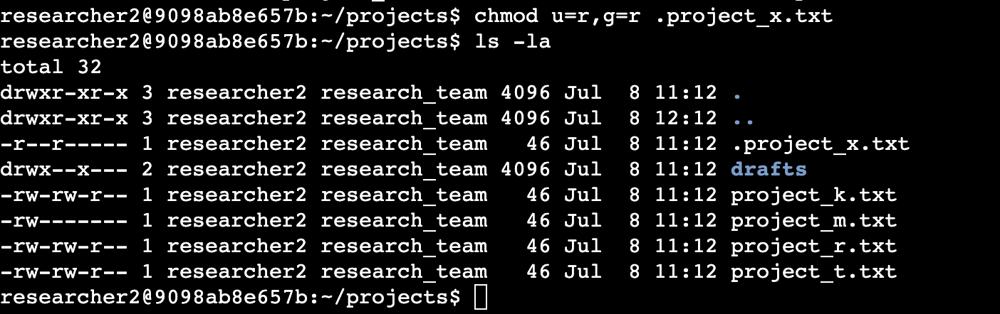 researcher2@9098ab8e657b:~/projects$ chmod u=r,g=r .project_x.txt
researcher2@9098ab8e657b:~/projects$ ls -la
total 32
drwxr-xr-x 3 researcher2 research_team 4096 Jul  8 11:12 .
drwxr-xr-x 3 researcher2 research_team 4096 Jul  8 12:12 ..
-r--r----- 1 researcher2 research_team   46 Jul  8 11:12 .project_x.txt
drwx--x--- 2 researcher2 research_team 4096 Jul  8 11:12 drafts
-rw-rw-r-- 1 researcher2 research_team   46 Jul  8 11:12 project_k.txt
-rw------- 1 researcher2 research_team   46 Jul  8 11:12 project_m.txt
-rw-rw-r-- 1 researcher2 research_team   46 Jul  8 11:12 project_r.txt
-rw-rw-r-- 1 researcher2 research_team   46 Jul  8 11:12 project_t.txt
researcher2@9098ab8e657b:~/projects$